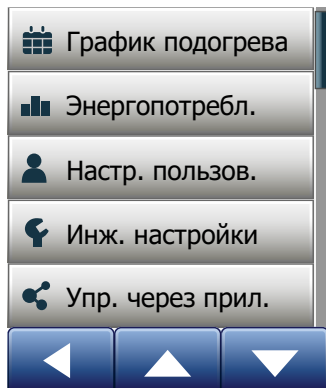 График подогрева
Энергопотребл.
Настр. пользов.
Инж. настройки
Упр. через прил.